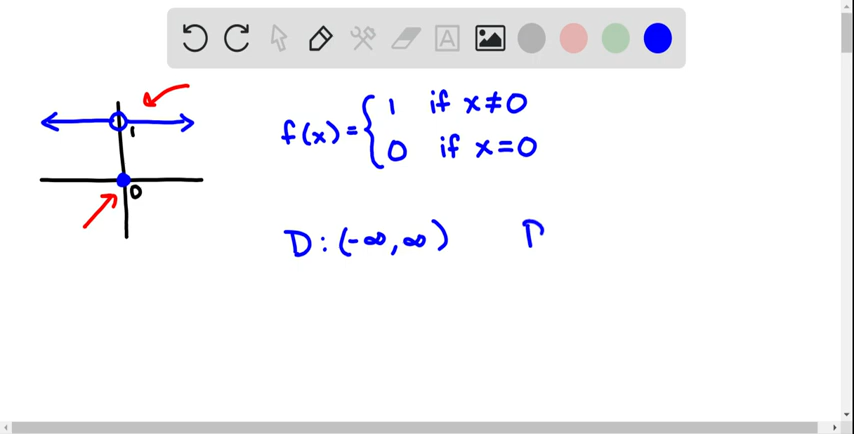 1
0
f(x) = { 1 if x ≠ 0
0 if x = 0
D : (-∞, ∞)
A